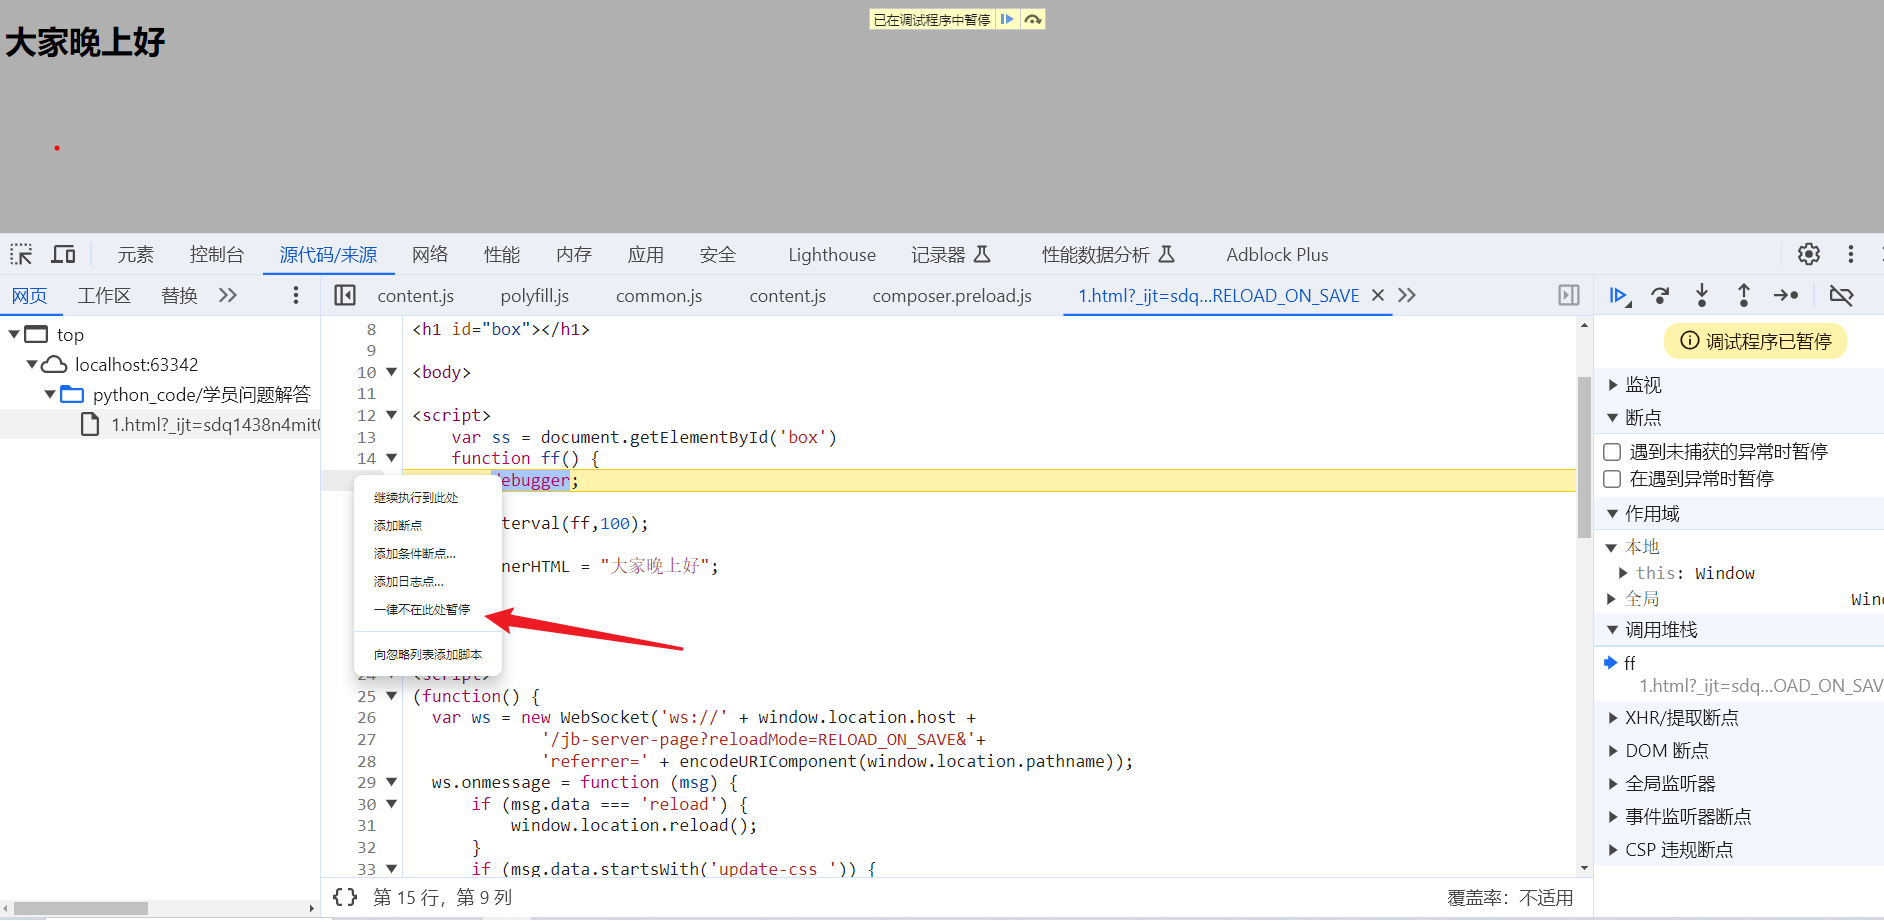 已在调试程序中暂停
大家晚上好
元素 控制台 源代码/来源 网络 性能 内存 应用 安全 Lighthouse 记录器 性能数据分析 Adblock Plus
网页 工作区 替换
content.js polyfill.js common.js content.js composer.preload.js 1.html?_ijt=sdq...RELOAD_ON_SAVE
top
localhost:63342
python_code/学员问题解答
1.html?_ijt=sdq1438n4mit
8 <h1 id="box"></h1>
9
10 <body>
11
12 <script>
13 var ss = document.getElementById('box')
14 function ff() {
ebugger;
terval(ff,100);
nerHTML = "大家晚上好";
继续执行到此处
添加断点
添加条件断点...
添加日志点...
一律不在此处暂停
向忽略列表添加脚本
24 <script>
25 (function() {
26 var ws = new WebSocket('ws://' + window.location.host +
27 '/jb-server-page?reloadMode=RELOAD_ON_SAVE&'+
28 'referrer=' + encodeURIComponent(window.location.pathname));
29 ws.onmessage = function (msg) {
30 if (msg.data === 'reload') {
31 window.location.reload();
32 }
33 if (msg.data.startsWith('update-css ')) {
{} 第 15 行，第 9 列
覆盖率：不适用
调试程序已暂停
监视
断点
遇到未捕获的异常时暂停
在遇到异常时暂停
作用域
本地
this: Window
全局 Wind
调用堆栈
ff
1.html?_ijt=sdq...OAD_ON_SAV
XHR/提取断点
DOM 断点
全局监听器
事件监听器断点
CSP 违规断点